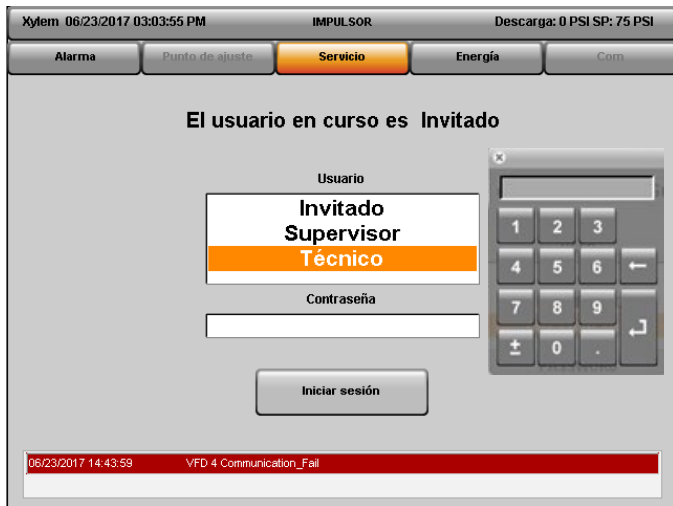 Xylem 06/23/2017 03:03:55 PM IMPULSOR Descarga: 0 PSI SP: 75 PSI
Alarma Punto de ajuste Servicio Energía Com
El usuario en curso es Invitado
Usuario
Invitado
Supervisor
Técnico
Contraseña
Iniciar sesión
1 2 3
4 5 6 ←
7 8 9
± 0 . ↵
06/23/2017 14:43:59 VFD 4 Communication_Fail